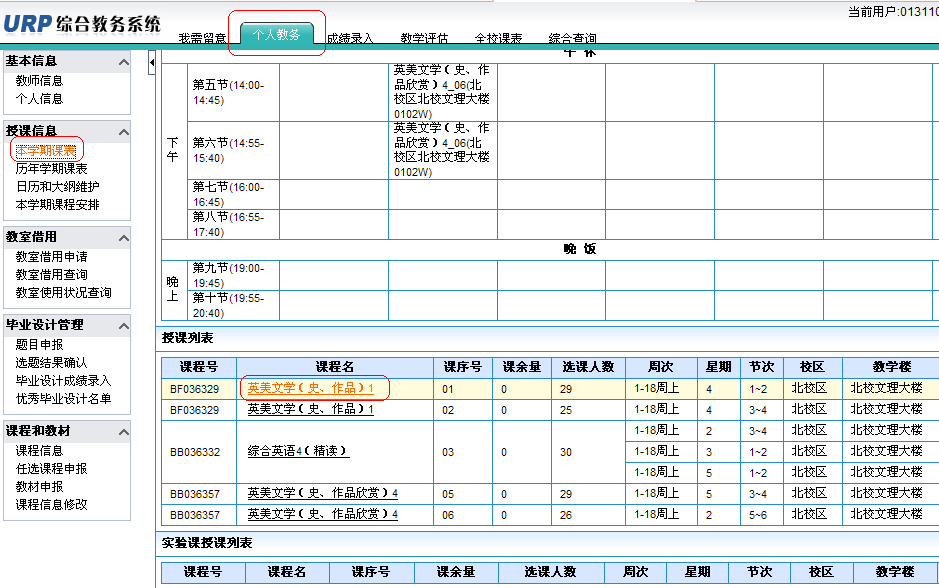 URP 综合教务系统
当前用户:013110
我需留意 个人教务 成绩录入 教学评估 全校课表 综合查询
基本信息
教师信息
个人信息
授课信息
本学期课表
历年学期课表
日历和大纲维护
本学期课程安排
教室借用
教室借用申请
教室借用查询
教室使用状况查询
毕业设计管理
题目申报
选题结果确认
毕业设计成绩录入
优秀毕业设计名单
课程和教材
课程信息
任选课程申报
教材申报
课程信息修改
午 休
下
午
第五节(14:00-
14:45)
英美文学（史、作
品欣赏）4_06(北
校区北校文理大楼
0102W)
第六节(14:55-
15:40)
英美文学（史、作
品欣赏）4_06(北
校区北校文理大楼
0102W)
第七节(16:00-
16:45)
第八节(16:55-
17:40)
晚 饭
晚
上
第九节(19:00-
19:45)
第十节(19:55-
20:40)
授课列表
课程号 课程名 课序号 课余量 选课人数 周次 星期 节次 校区 教学楼
BF036329 英美文学（史、作品）1 01 0 29 1-18周上 4 1~2 北校区 北校文理大楼
BF036329 英美文学（史、作品）1 02 0 25 1-18周上 4 3~4 北校区 北校文理大楼
BB036332 综合英语4（精读） 03 0 30 1-18周上 2 3~4 北校区 北校文理大楼
1-18周上 3 1~2 北校区 北校文理大楼
1-18周上 5 1~2 北校区 北校文理大楼
BB036357 英美文学（史、作品欣赏）4 05 0 29 1-18周上 5 3~4 北校区 北校文理大楼
BB036357 英美文学（史、作品欣赏）4 06 0 26 1-18周上 2 5~6 北校区 北校文理大楼
实验课授课列表
课程号 课程名 课序号 课余量 选课人数 周次 星期 节次 校区 教学楼